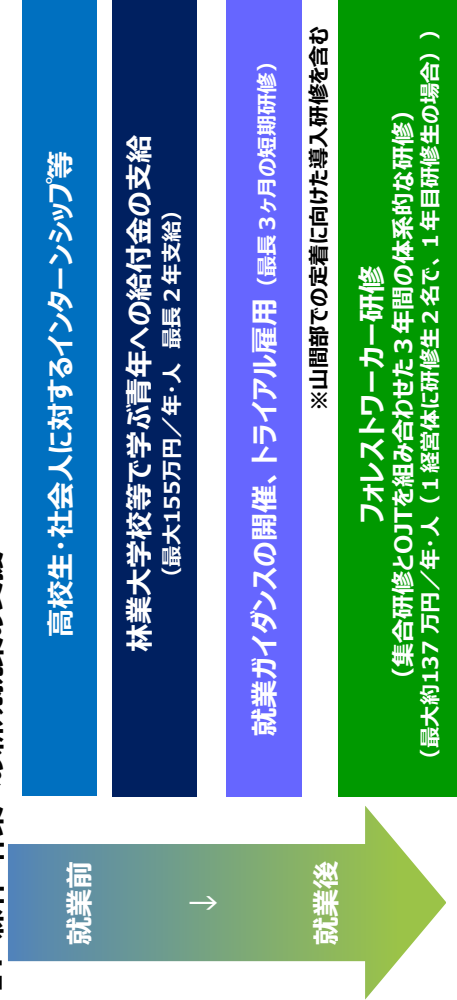 高校生・社会人に対するインターンシップ等
林業大学校等で学ぶ青年への給付金の支給
（最大155万円／年・人　最長２年支給）
就業ガイダンスの開催、トライアル雇用（最長３ヶ月の短期研修）
※山間部での定着に向けた導入研修を含む
フォレストワーカー研修
（集合研修とOJTを組み合わせた３年間の体系的な研修）
（最大約137 万円／年・人（１経営体に研修生２名で、１年目研修生の場合））
就業前
↓
就業後